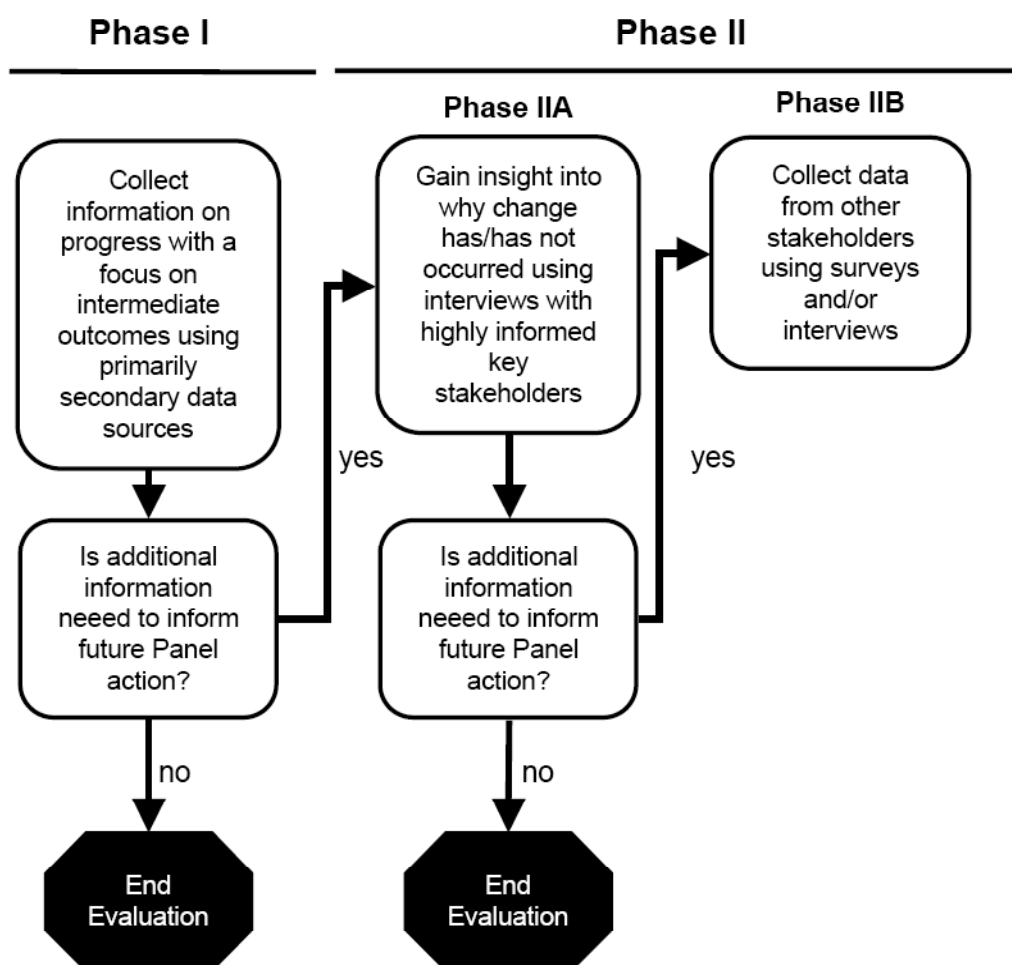 Phase I
Phase II
Phase IIA
Phase IIB
Collect
information on
progress with a
focus on
intermediate
outcomes using
primarily
secondary data
sources
Gain insight into
why change
has/has not
occurred using
interviews with
highly informed
key
stakeholders
Collect data
from other
stakeholders
using surveys
and/or
interviews
yes
yes
Is additional
information
neeed to inform
future Panel
action?
Is additional
information
neeed to inform
future Panel
action?
no
no
End
Evaluation
End
Evaluation